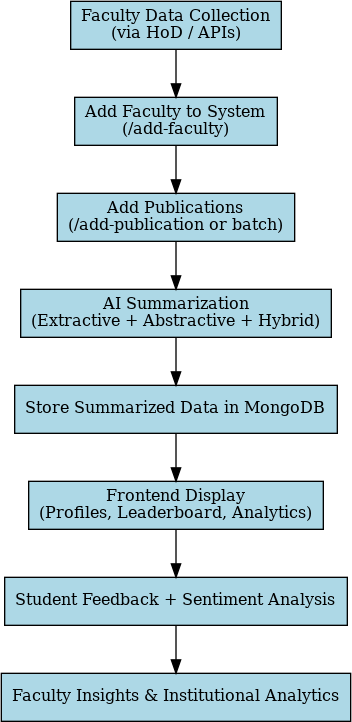 Faculty Data Collection
(via HoD / APIs)
Add Faculty to System
(/add-faculty)
Add Publications
(/add-publication or batch)
AI Summarization
(Extractive + Abstractive + Hybrid)
Store Summarized Data in MongoDB
Frontend Display
(Profiles, Leaderboard, Analytics)
Student Feedback + Sentiment Analysis
Faculty Insights & Institutional Analytics